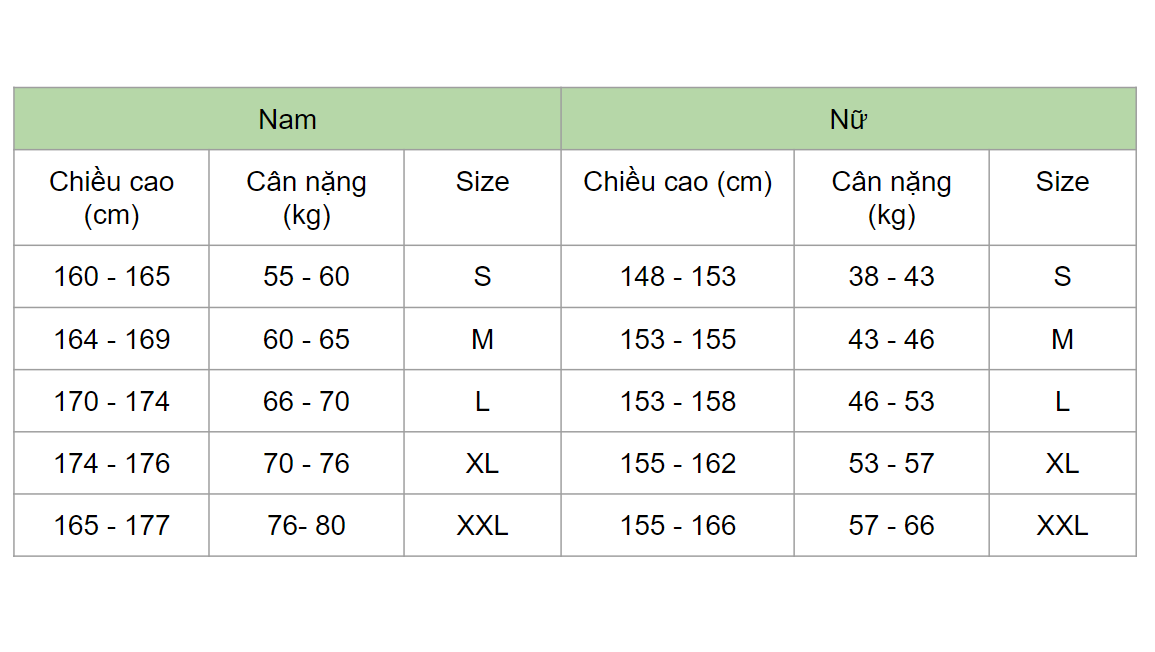 Nam Nữ
Chiều cao (cm) Cân nặng (kg) Size Chiều cao (cm) Cân nặng (kg) Size
160 - 165 55 - 60 S 148 - 153 38 - 43 S
164 - 169 60 - 65 M 153 - 155 43 - 46 M
170 - 174 66 - 70 L 153 - 158 46 - 53 L
174 - 176 70 - 76 XL 155 - 162 53 - 57 XL
165 - 177 76- 80 XXL 155 - 166 57 - 66 XXL